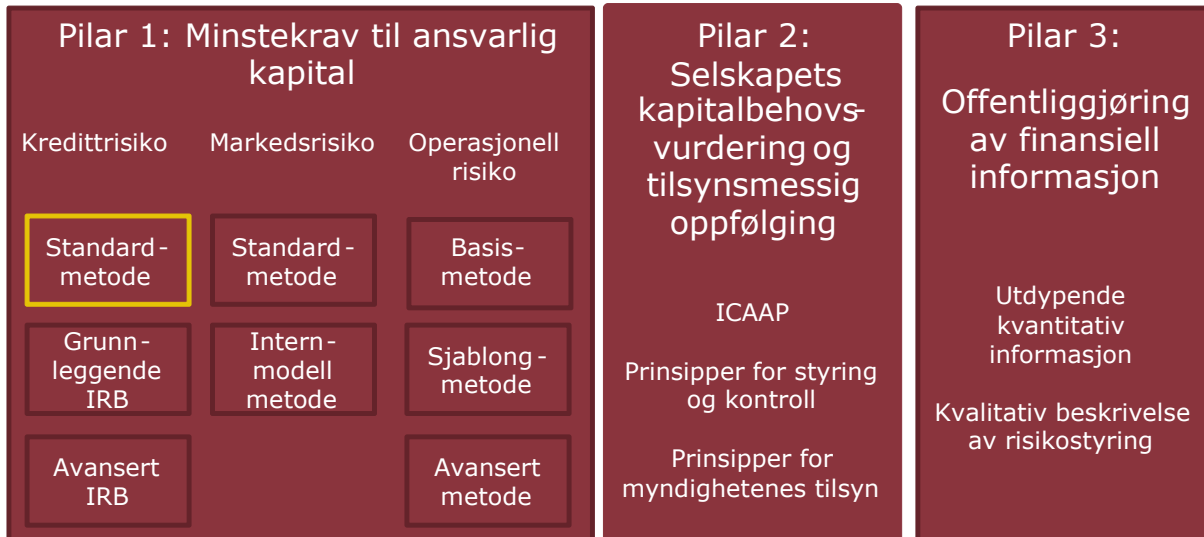 Pilar 1: Minstekrav til ansvarlig
kapital
Kredittrisiko
Markedsrisiko
Operasjonell
risiko
Standard-
metode
Standard-
metode
Basis-
metode
Grunn-
leggende
IRB
Intern-
modell
metode
Sjablong-
metode
Avansert
IRB
Avansert
metode
Pilar 2:
Selskapets
kapitalbehovs-
vurdering og
tilsynsmessig
oppfølging
ICAAP
Prinsipper for styring
og kontroll
Prinsipper for
myndighetenes tilsyn
Pilar 3:
Offentliggjøring
av finansiell
informasjon
Utdypende
kvantitativ
informasjon
Kvalitativ beskrivelse
av risikostyring